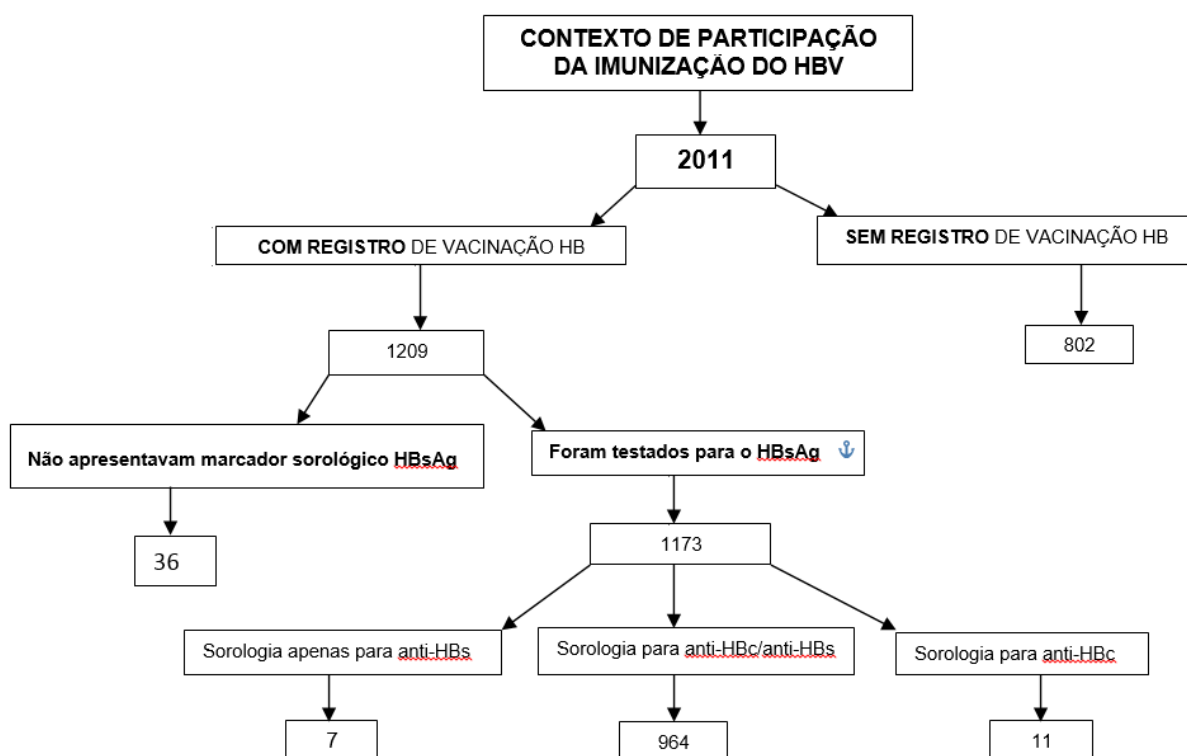 CONTEXTO DE PARTICIPAÇÃO
DA IMUNIZAÇÃO DO HBV
2011
COM REGISTRO DE VACINAÇÃO HB
SEM REGISTRO DE VACINAÇÃO HB
1209
802
Não apresentavam marcador sorológico HBsAg
Foram testados para o HBsAg
36
1173
Sorologia apenas para anti-HBs
Sorologia para anti-HBc/anti-HBs
Sorologia para anti-HBc
7
964
11